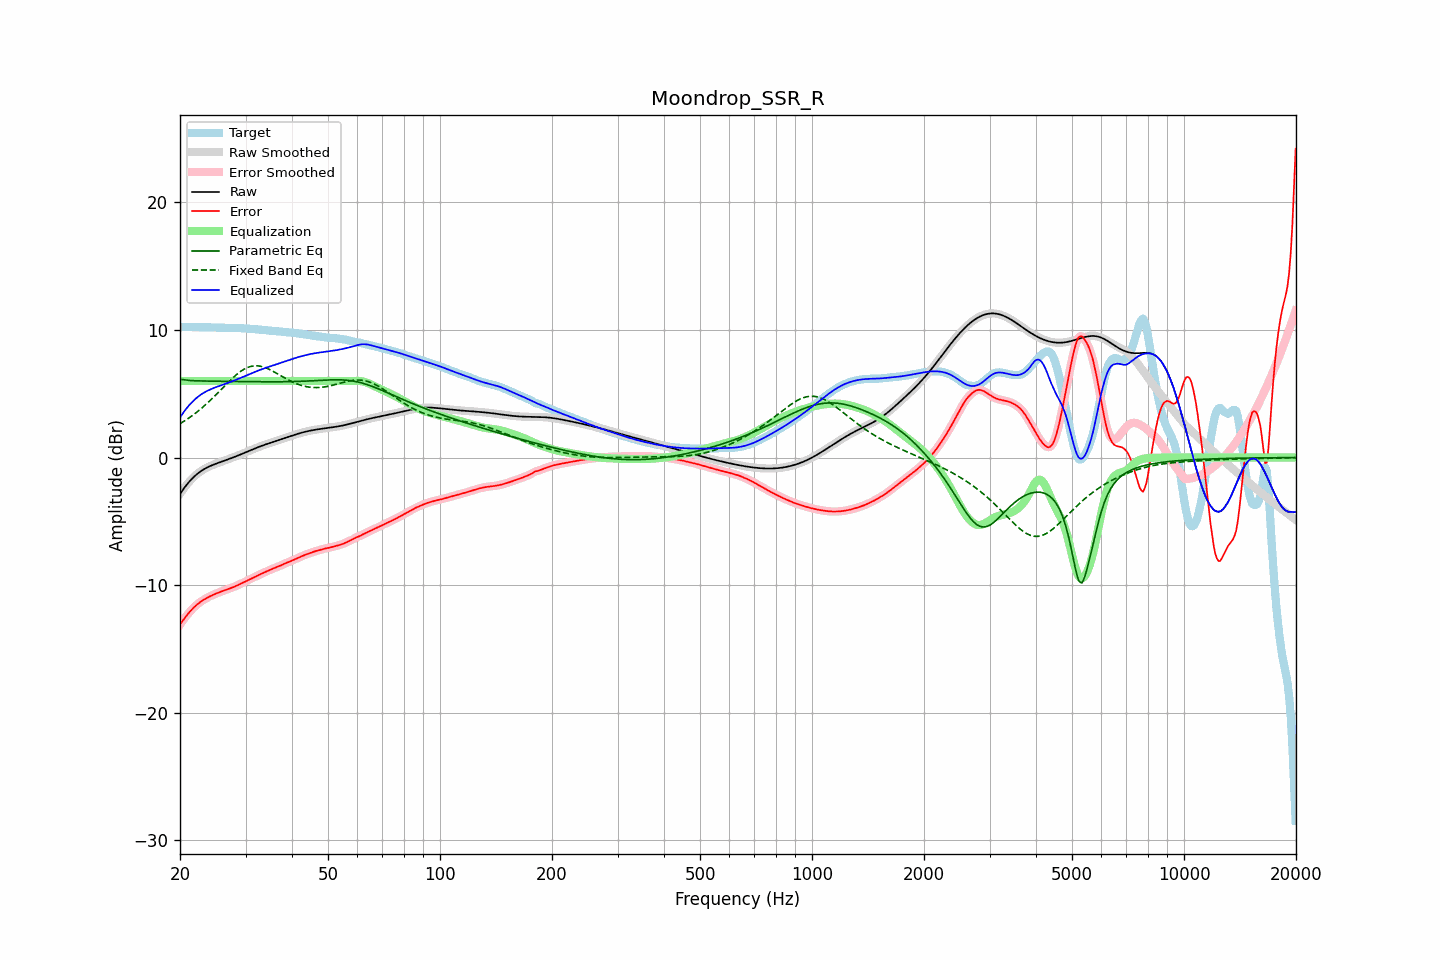 Moondrop_SSR_R
Target
Raw Smoothed
Error Smoothed
Raw
Error
Equalization
Parametric Eq
Fixed Band Eq
Equalized
20
10
0
−10
−20
−30
Amplitude (dBr)
20 50 100 200 500 1000 2000 5000 10000 20000
Frequency (Hz)